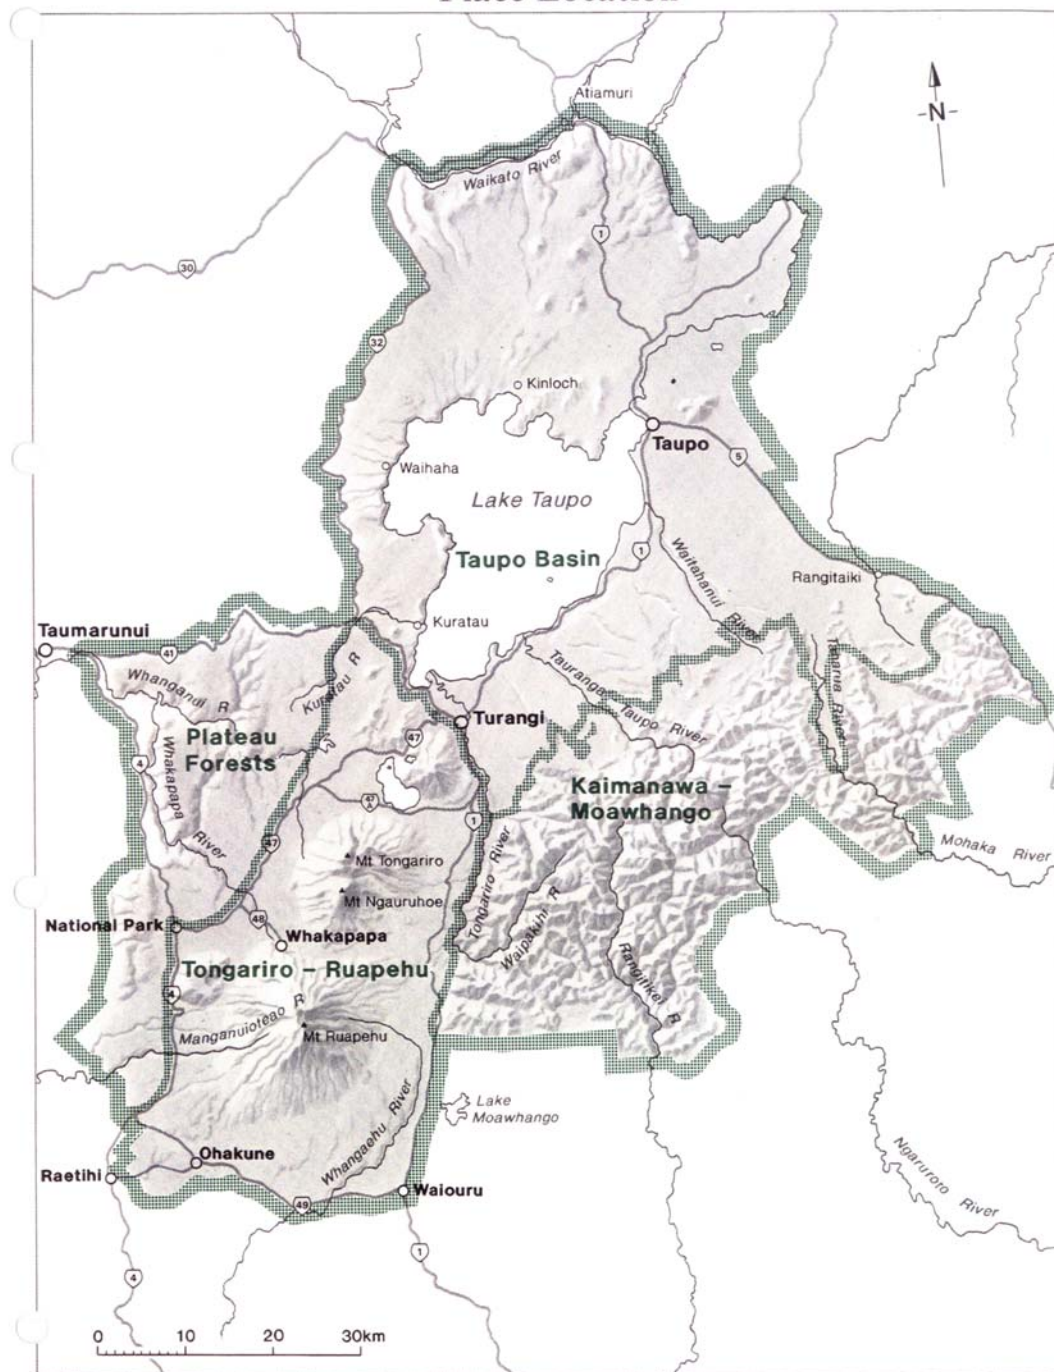 Atiamuri
-N-
Waikato River
1
30
32
Kinloch
Taupo
5
Waihaha
Lake Taupo
1
Taupo Basin
Waitahanui River
Rangitaiki
Kuratau
Taumarunui
41
Whanganui R
Kuratau R
Tauranga Taupo River
Turangi
47
Plateau
Forests
4
Whakapapa River
Kaimanawa –
Moawhango
47
A
1
Mt Tongariro
Mohaka River
47
Mt Ngauruhoe
Tongariro River
Waipakihi R
National Park
48
Whakapapa
Tongariro – Ruapehu
4
Manganuioteao R
Mt Ruapehu
Lake
Moawhango
Whangaehu River
Ngaruroro River
Ohakune
Raetihi
Waiouru
49
1
4
0 10 20 30km